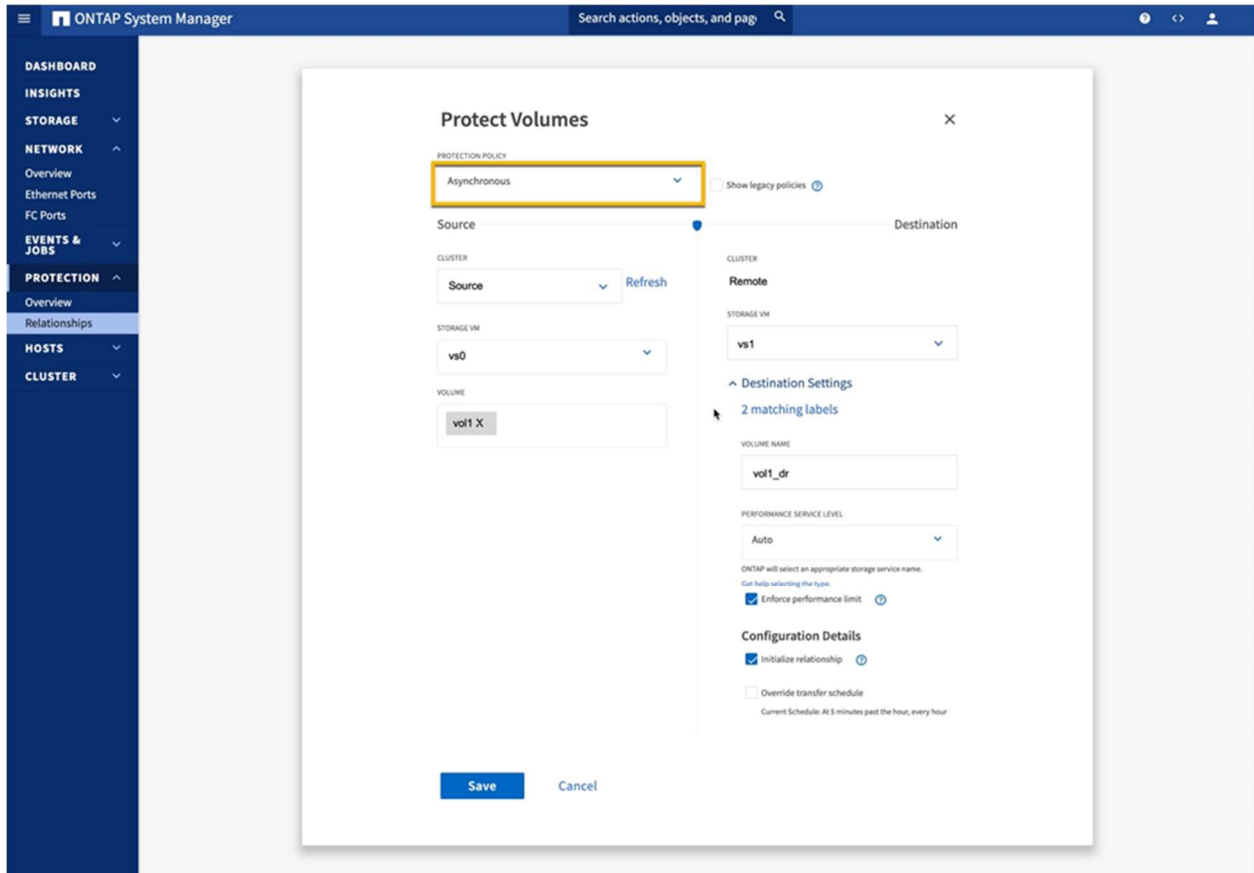 ONTAP System Manager
Search actions, objects, and pag
DASHBOARD
INSIGHTS
STORAGE
NETWORK
Overview
Ethernet Ports
FC Ports
EVENTS &
JOBS
PROTECTION
Overview
Relationships
HOSTS
CLUSTER
Protect Volumes
PROTECTION POLICY
Asynchronous
Show legacy policies
Source
Destination
CLUSTER
Source
Refresh
STORAGE VM
vs0
VOLUME
vol1 X
CLUSTER
Remote
STORAGE VM
vs1
Destination Settings
2 matching labels
VOLUME NAME
vol1_dr
PERFORMANCE SERVICE LEVEL
Auto
ONTAP will select an appropriate storage service name.
Get help selecting the type.
Enforce performance limit
Configuration Details
Initialize relationship
Override transfer schedule
Current Schedule: At 5 minutes past the hour, every hour
Save
Cancel